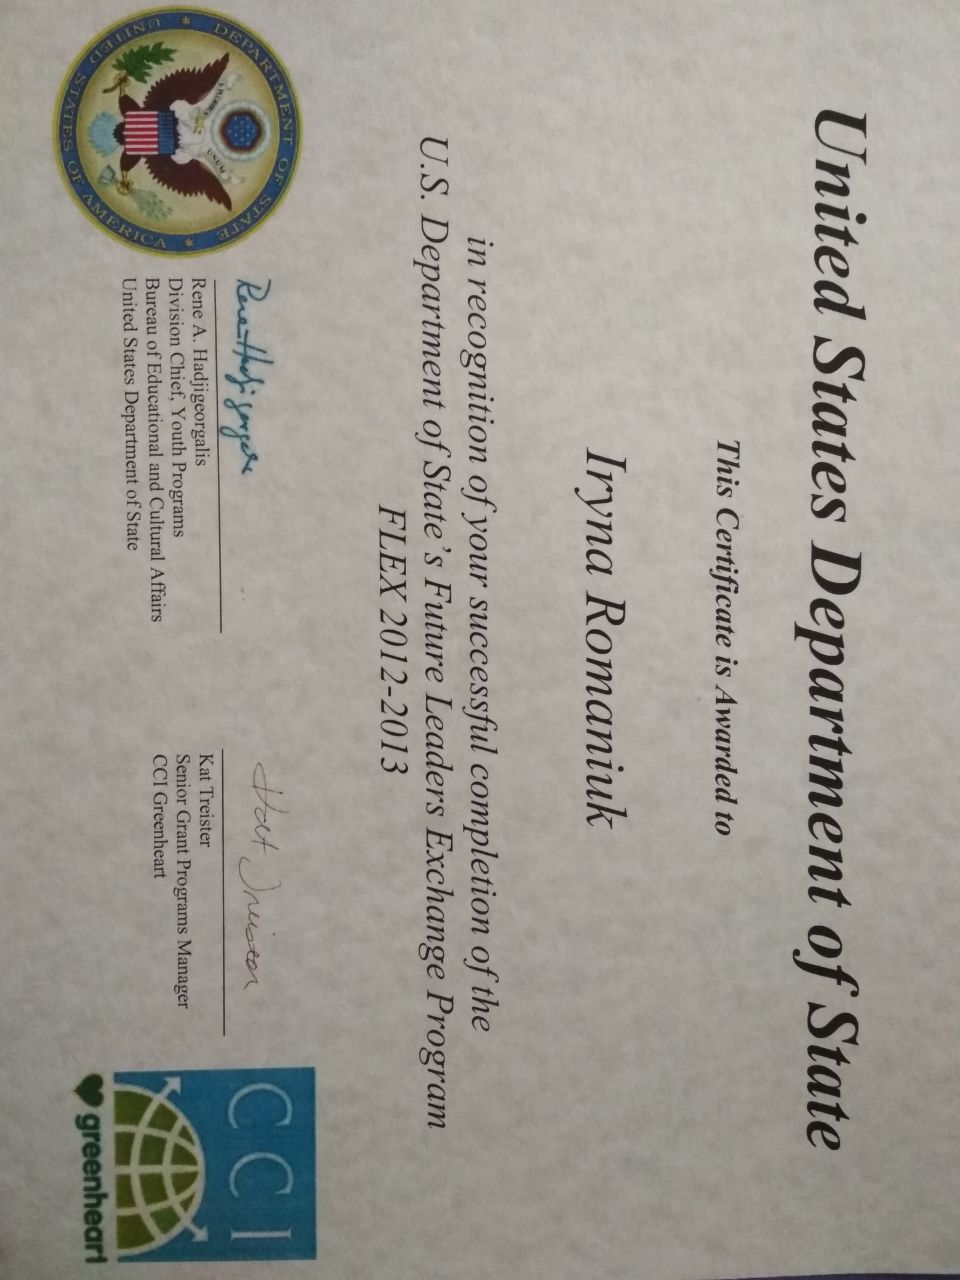 United States Department of State
This Certificate is Awarded to
Iryna Romaniuk
in recognition of your successful completion of the
U.S. Department of State's Future Leaders Exchange Program
FLEX 2012-2013
DEPARTMENT OF STATE
UNITED STATES OF AMERICA
UNUM
Rene A. Hadjigeorgalis
Division Chief, Youth Programs
Bureau of Educational and Cultural Affairs
United States Department of State
Kat Treister
Kat Treister
Senior Grant Programs Manager
CCI Greenheart
CCI
greenheart